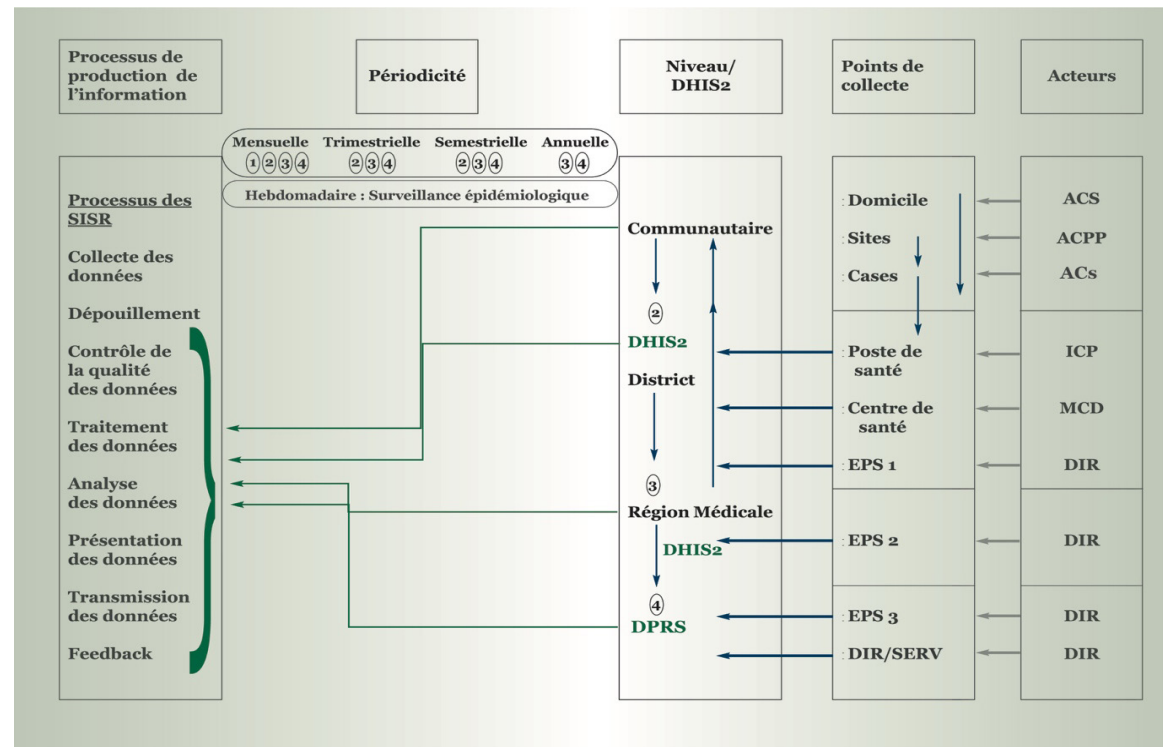 Processus de
production de
l'information
Périodicité
Niveau/
DHIS2
Points de
collecte
Acteurs
Mensuelle Trimestrielle Semestrielle Annuelle
1 2 3 4 2 3 4 2 3 4 3 4
Hebdomadaire : Surveillance épidémiologique
Processus des
SISR
Collecte des
données
Dépouillement
Contrôle de
la qualité
des données
Traitement
des données
Analyse
des données
Présentation
des données
Transmission
des données
Feedback
Communautaire
2
DHIS2
District
3
Région Médicale
DHIS2
4
DPRS
: Domicile
: Sites
: Cases
: Poste de
santé
: Centre de
santé
: EPS 1
: EPS 2
: EPS 3
: DIR/SERV
ACS
ACPP
ACs
ICP
MCD
DIR
DIR
DIR
DIR